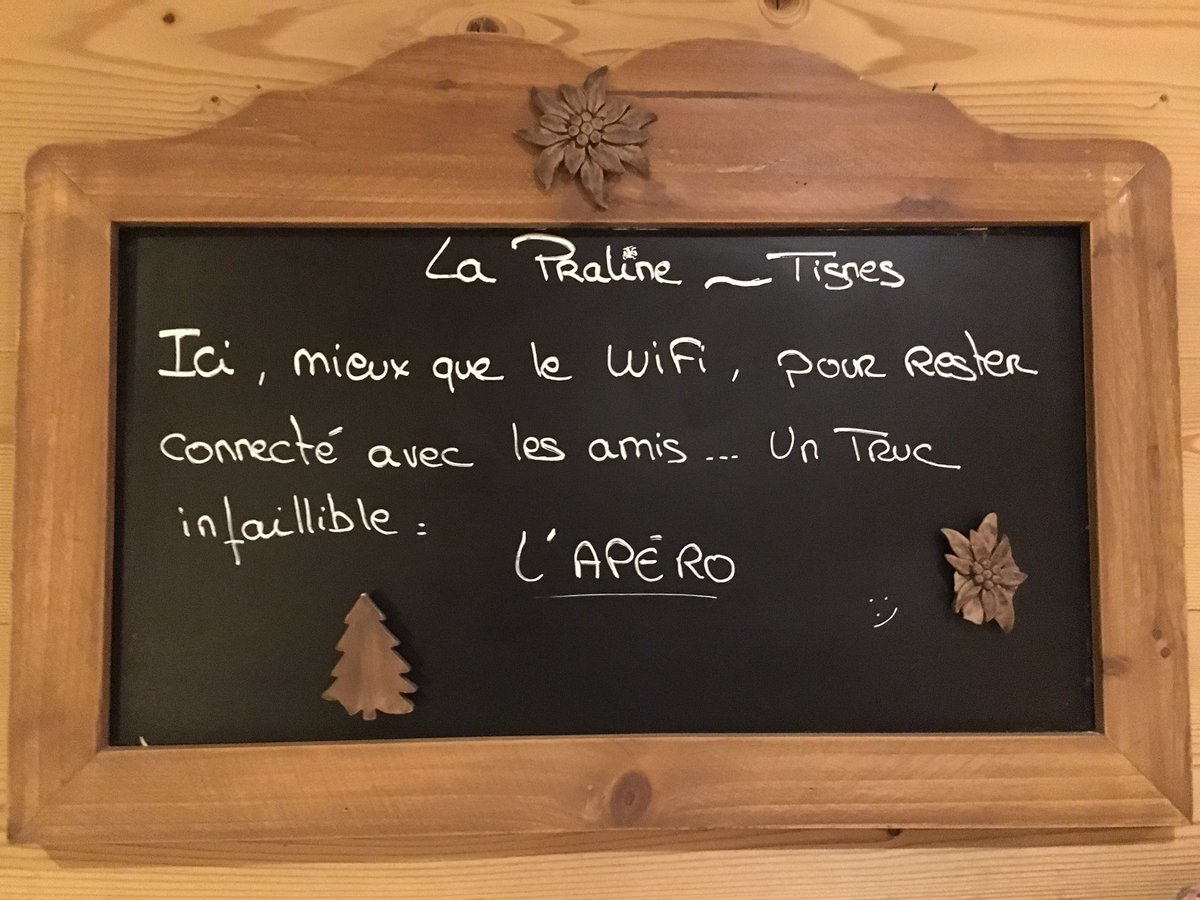 La Praline ~ Tignes
Ici, mieux que le WiFi, pour rester
connecté avec les amis... Un Truc
infaillible :
L'APÉRO
:)